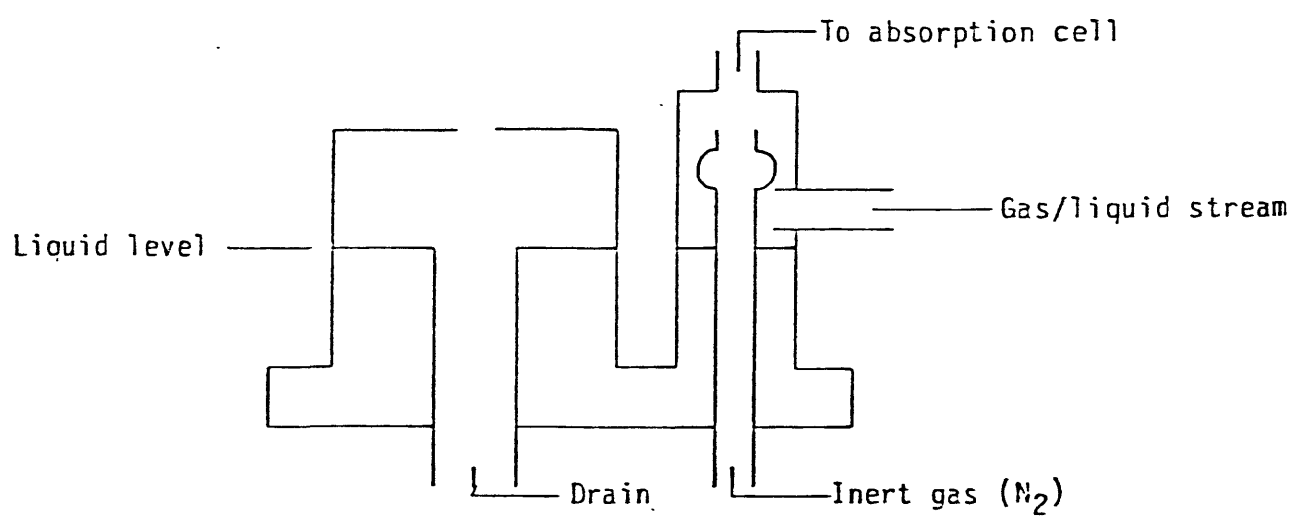 To absorption cell
Gas/liquid stream
Liquid level
Drain
Inert gas (N2)